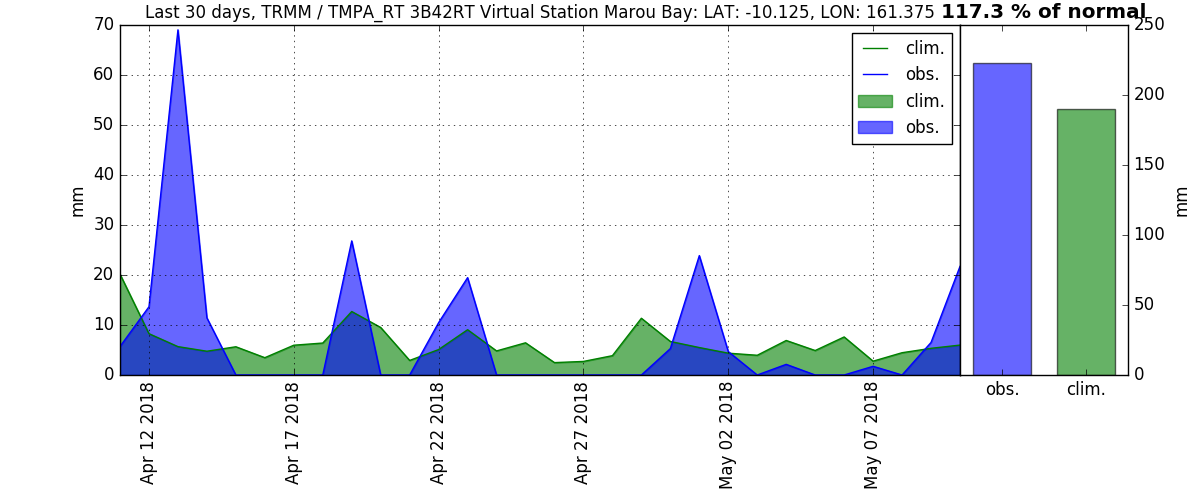 Last 30 days, TRMM / TMPA_RT 3B42RT Virtual Station Marou Bay: LAT: -10.125, LON: 161.375 117.3 % of normal
70
60
50
40
30
20
10
0
mm
clim.
obs.
clim.
obs.
Apr 12 2018
Apr 17 2018
Apr 22 2018
Apr 27 2018
May 02 2018
May 07 2018
250
200
150
100
50
0
mm
obs.
clim.